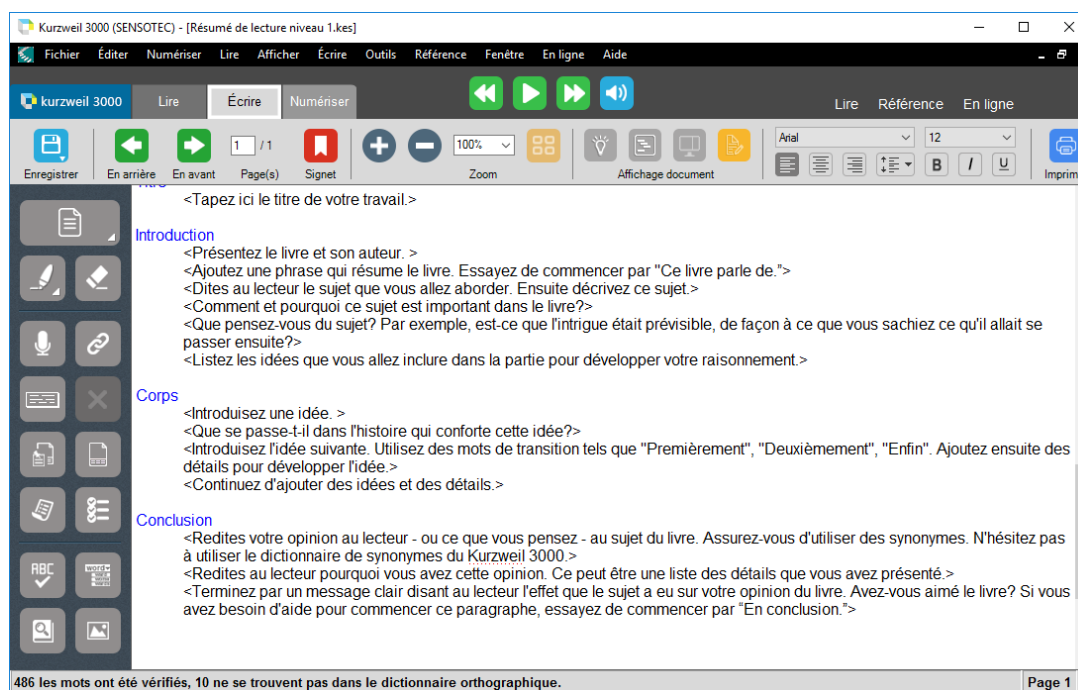 Kurzweil 3000 (SENSOTEC) - [Résumé de lecture niveau 1.kes]
Fichier Éditer Numériser Lire Afficher Écrire Outils Référence Fenêtre En ligne Aide
kurzweil 3000 Lire Écrire Numériser Lire Référence En ligne
1 / 1 100% Arial 12
B I U
Enregistrer En arrière En avant Page(s) Signet Zoom Affichage document Imprim
<Tapez ici le titre de votre travail.>
Introduction
<Présentez le livre et son auteur. >
<Ajoutez une phrase qui résume le livre. Essayez de commencer par "Ce livre parle de.">
<Dites au lecteur le sujet que vous allez aborder. Ensuite décrivez ce sujet.>
<Comment et pourquoi ce sujet est important dans le livre?>
<Que pensez-vous du sujet? Par exemple, est-ce que l'intrigue était prévisible, de façon à ce que vous sachiez ce qu'il allait se
passer ensuite?>
<Listez les idées que vous allez inclure dans la partie pour développer votre raisonnement.>
Corps
<Introduisez une idée. >
<Que se passe-t-il dans l'histoire qui conforte cette idée?>
<Introduisez l'idée suivante. Utilisez des mots de transition tels que "Premièrement", "Deuxièmement", "Enfin". Ajoutez ensuite des
détails pour développer l'idée.>
<Continuez d'ajouter des idées et des détails.>
Conclusion
<Redites votre opinion au lecteur - ou ce que vous pensez - au sujet du livre. Assurez-vous d'utiliser des synonymes. N'hésitez pas
à utiliser le dictionnaire de synonymes du Kurzweil 3000.>
<Redites au lecteur pourquoi vous avez cette opinion. Ce peut être une liste des détails que vous avez présenté.>
<Terminez par un message clair disant au lecteur l'effet que le sujet a eu sur votre opinion du livre. Avez-vous aimé le livre? Si vous
avez besoin d'aide pour commencer ce paragraphe, essayez de commencer par “En conclusion.”>
ABC
486 les mots ont été vérifiés, 10 ne se trouvent pas dans le dictionnaire orthographique. Page 1